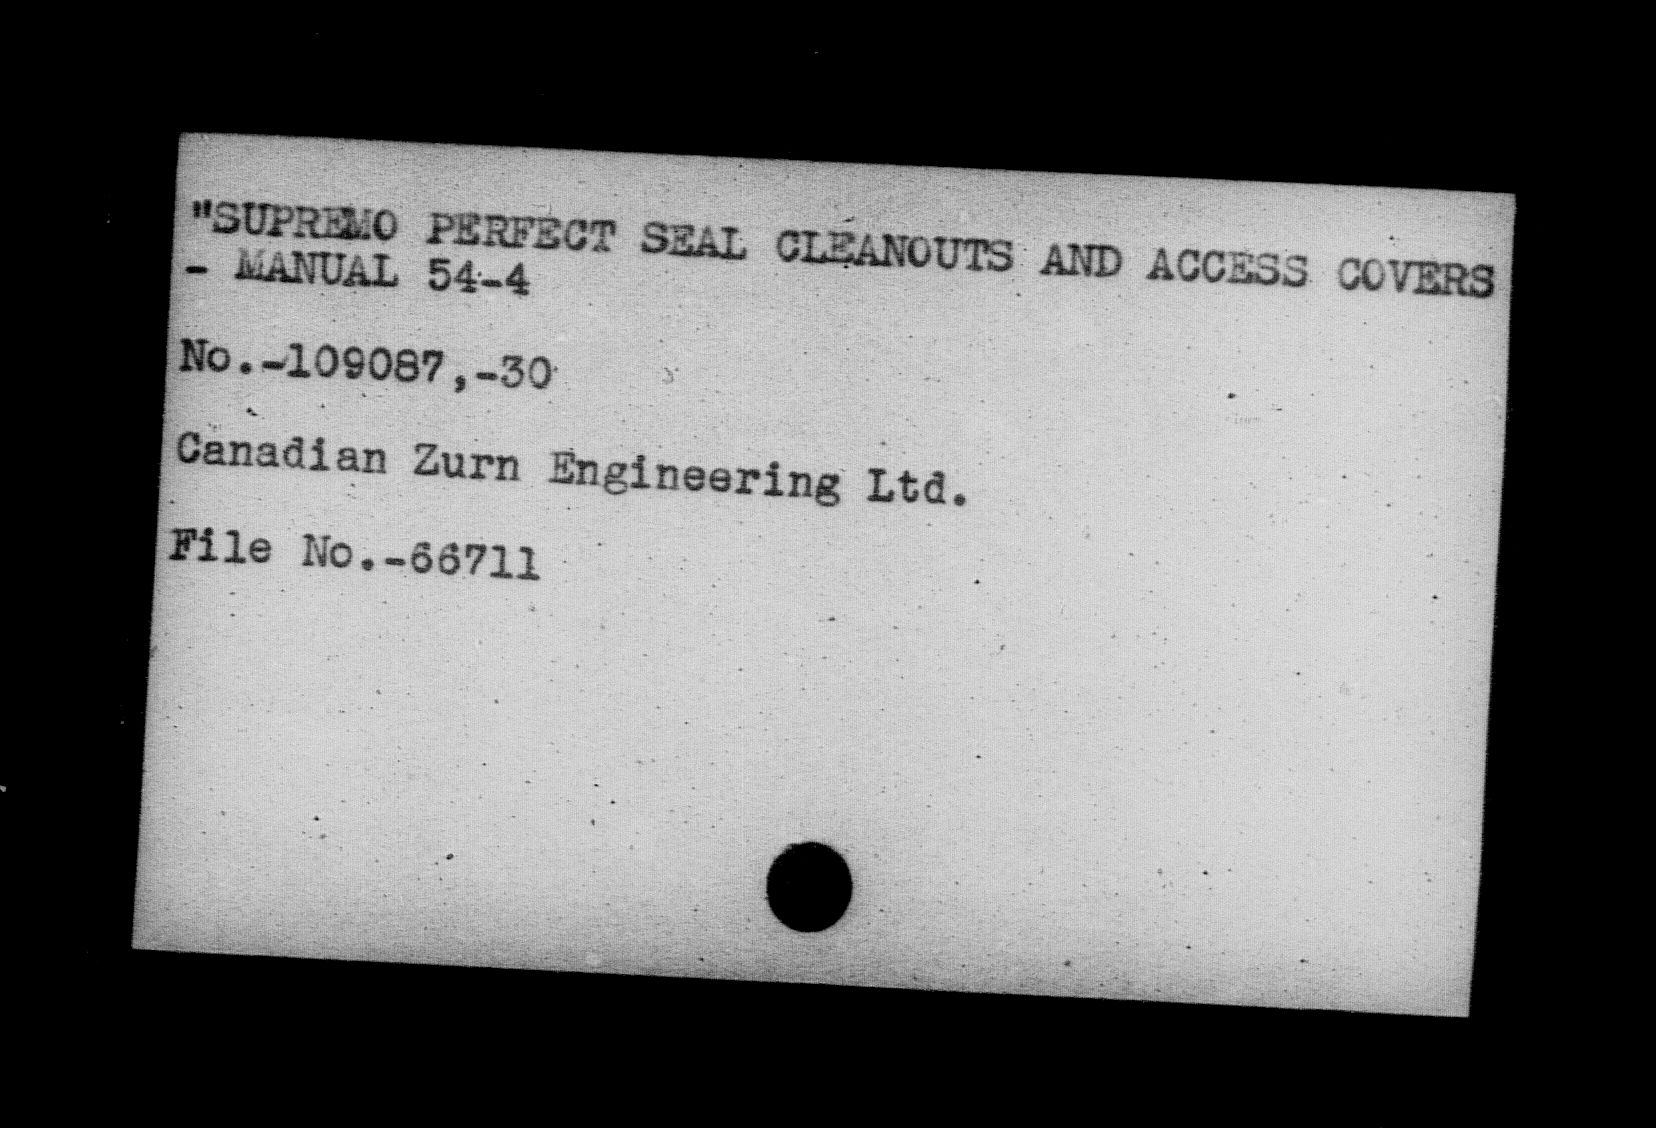 "SUPREMO PERFECT SEAL CLEANOUTS AND ACCESS COVERS
- MANUAL 54-4
No.-109087,-30
Canadian Zurn Engineering Ltd.
File No.-66711